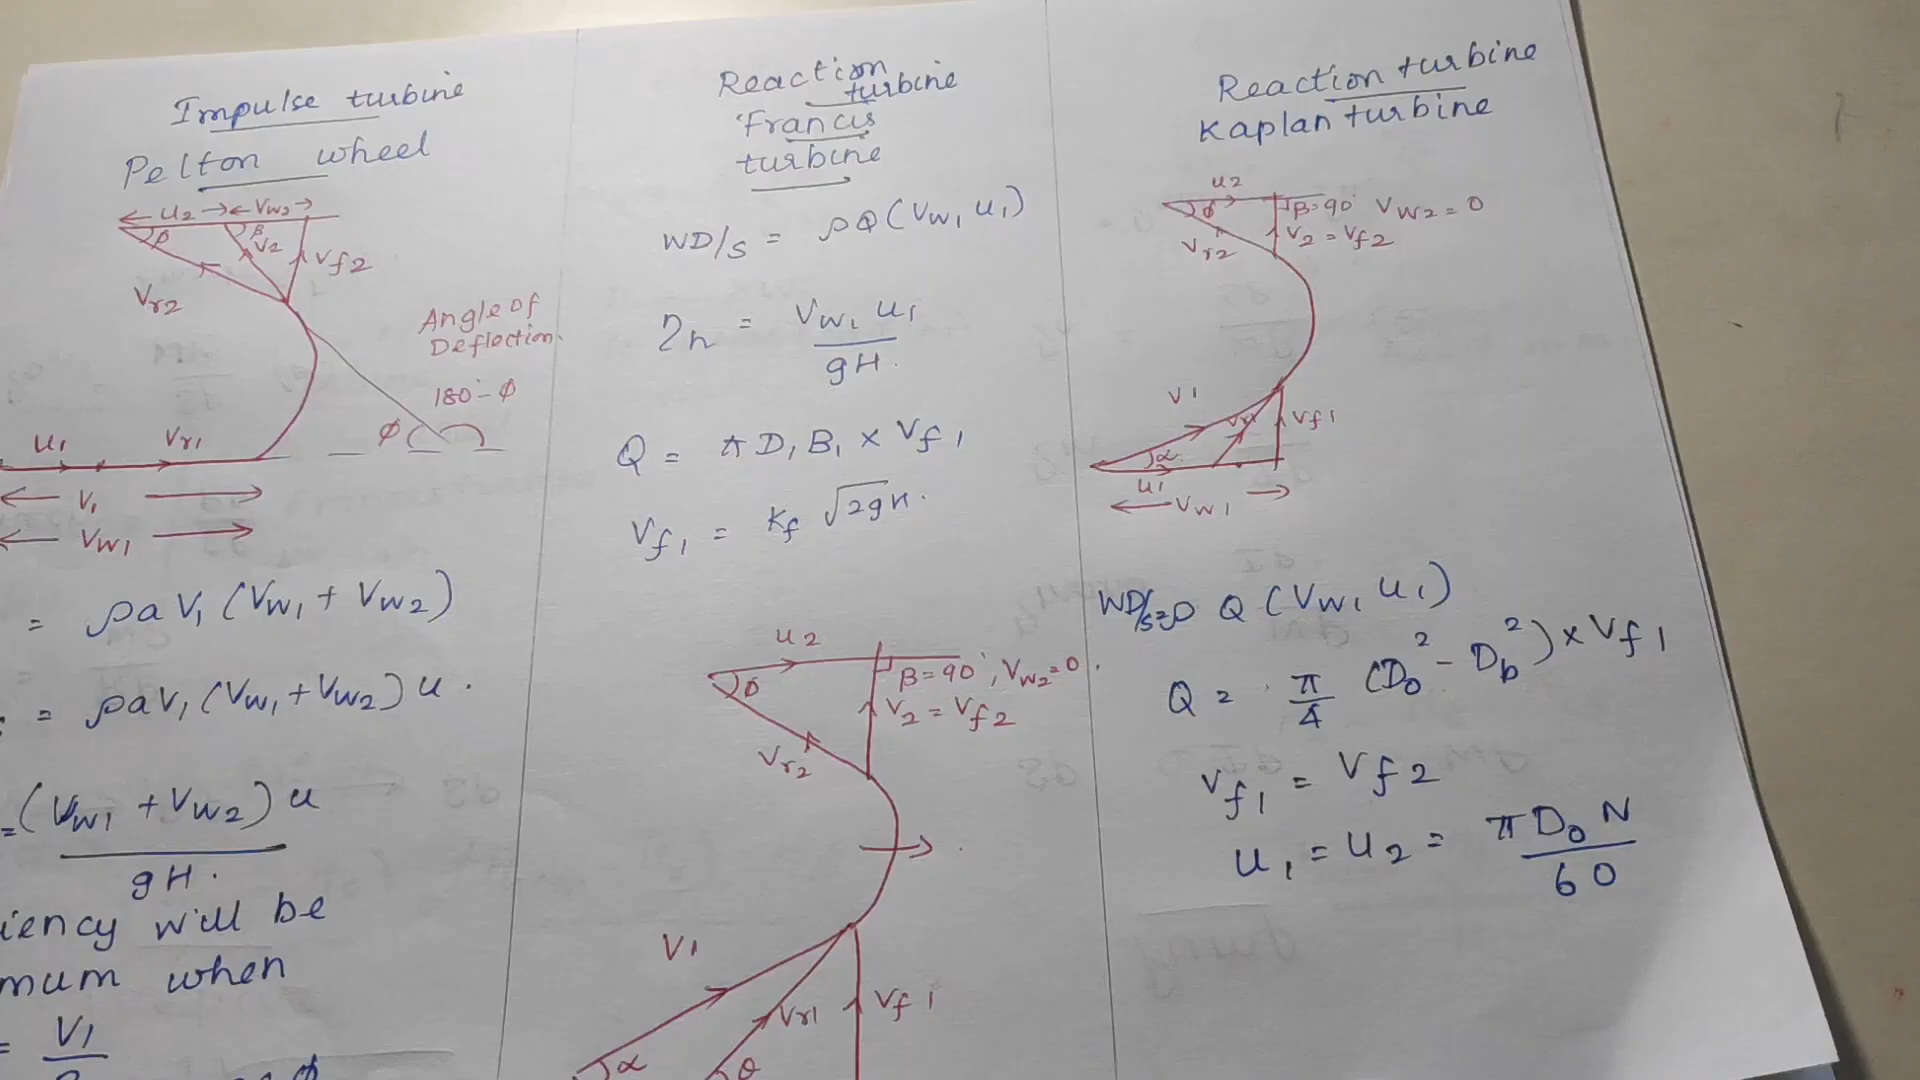 Impulse turbine
Pelton wheel
u2 Vw2
ϕ β V2
Vf2
Vr2
Angle of
Deflection.
180° - ϕ
ϕ
u1 Vr1
V1
Vw1
= ρaV1 (Vw1 + Vw2)
= ρaV1 (Vw1 + Vw2) u.
= (Vw1 + Vw2) u
gH.
iency will be
mum when
= V1
Reaction
turbine
Francis
turbine
WD/s = ρQ (Vw1 u1)
ηh = Vw1 u1
gH.
Q = π D1 B1 × Vf1
Vf1 = Kf √2gH.
u2
ϕ β = 90°, Vw2 = 0.
V2 = Vf2
Vr2
V1
Vr1 Vf1
α θ
Reaction turbine
Kaplan turbine
u2
ϕ β = 90° Vw2 = 0
Vr2 V2 = Vf2
V1
Vr1 Vf1
α
u1
Vw1
WD/s = ρ Q (Vw1 u1)
Q = π/4 (Do² - Db²) × Vf1
Vf1 = Vf2
u1 = u2 = π Do N
60